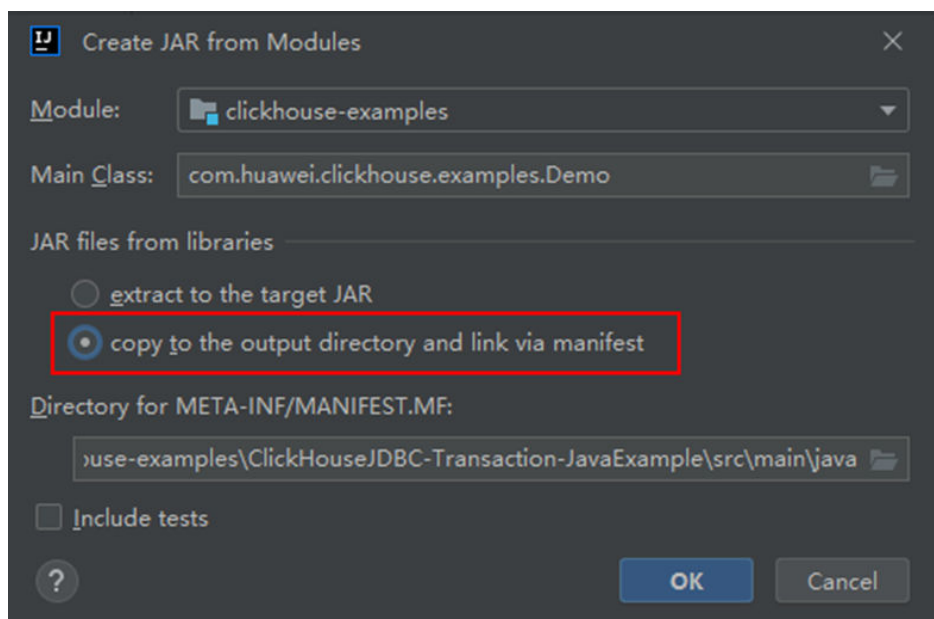 IJ Create JAR from Modules
Module: clickhouse-examples
Main Class: com.huawei.clickhouse.examples.Demo
JAR files from libraries
extract to the target JAR
copy to the output directory and link via manifest
Directory for META-INF/MANIFEST.MF:
ouse-examples\ClickHouseJDBC-Transaction-JavaExample\src\main\java
Include tests
? OK Cancel